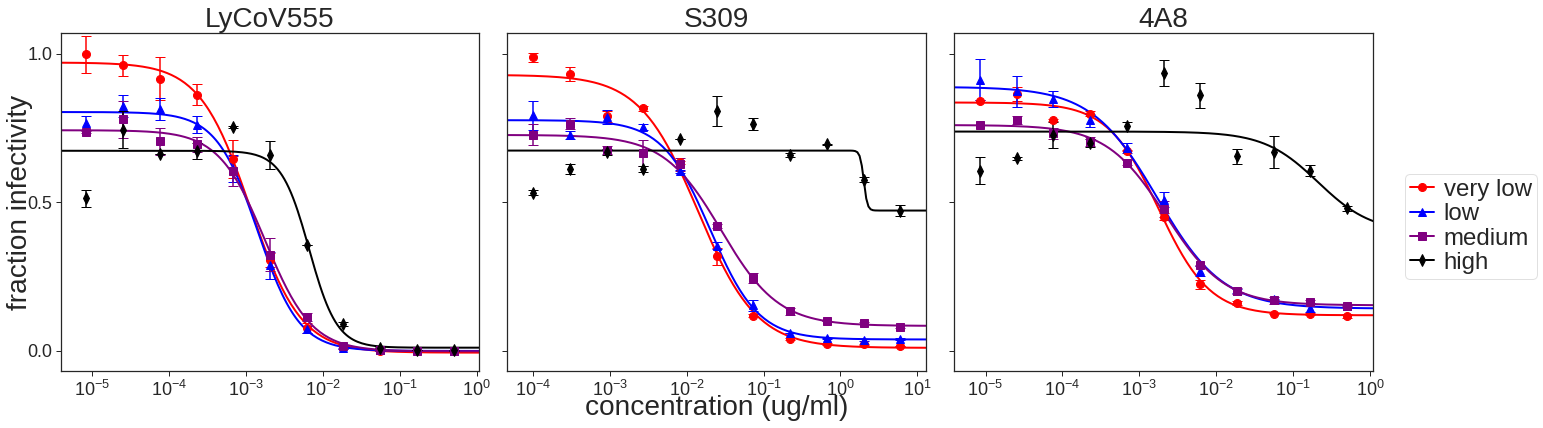 LyCoV555 S309 4A8
fraction infectivity
1.0
0.5
0.0
10⁻⁵ 10⁻⁴ 10⁻³ 10⁻² 10⁻¹ 10⁰
10⁻⁴ 10⁻³ 10⁻² 10⁻¹ 10⁰ 10¹
10⁻⁵ 10⁻⁴ 10⁻³ 10⁻² 10⁻¹ 10⁰
concentration (ug/ml)
very low
low
medium
high